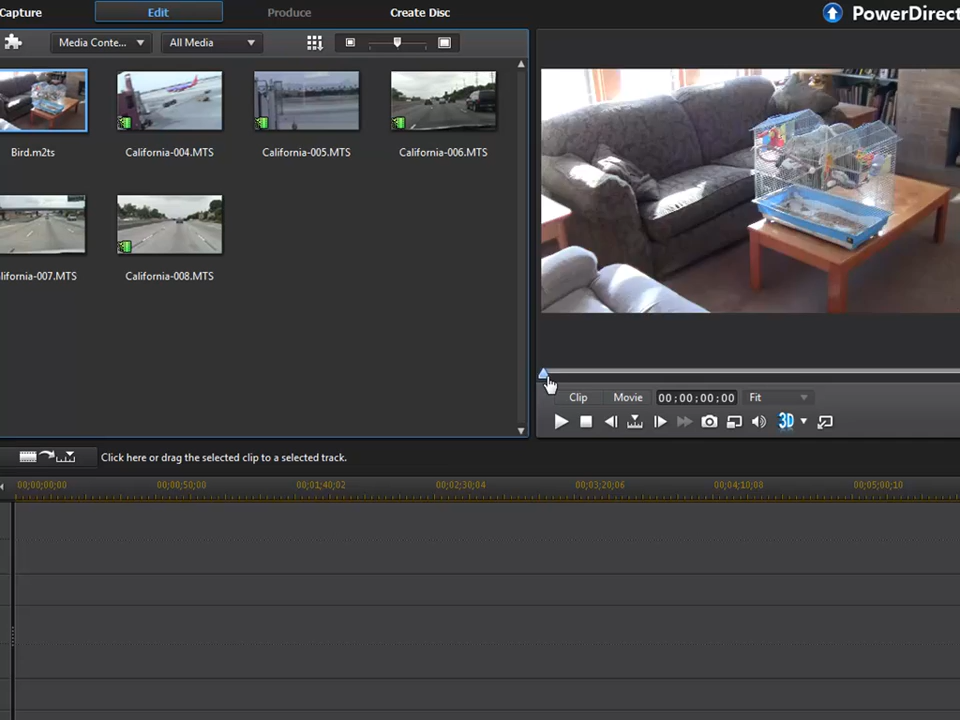 Capture Edit Produce Create Disc PowerDirect
Media Conte... All Media
Bird.m2ts California-004.MTS California-005.MTS California-006.MTS
lifornia-007.MTS California-008.MTS
Clip Movie 00;00;00;00 Fit
3D
Click here or drag the selected clip to a selected track.
00;00;00;00 00;00;50;00 00;01;40;02 00;02;30;04 00;03;20;06 00;04;10;08 00;05;00;10